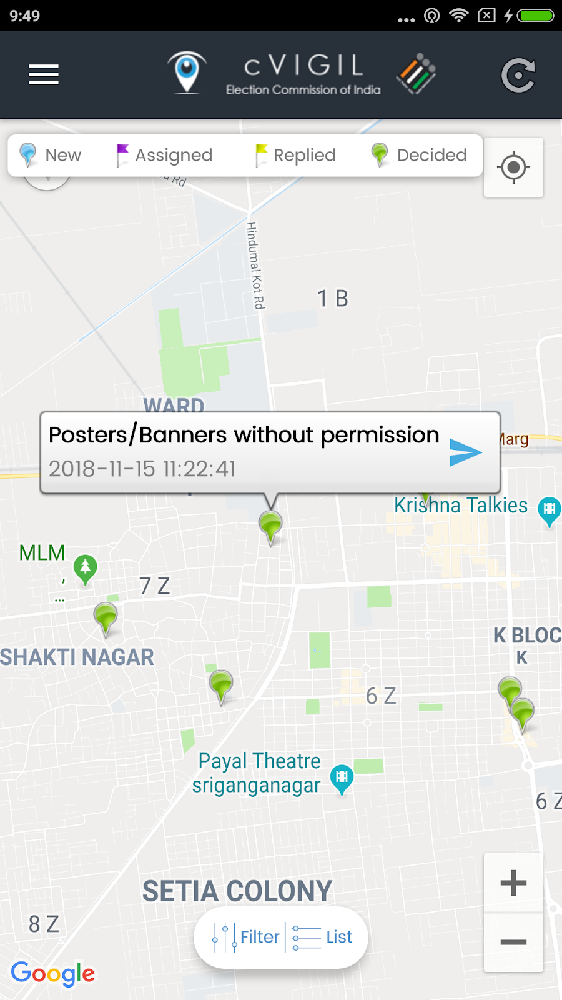 9:49
cVIGIL
Election Commission of India
New Assigned Replied Decided
Rd
Hindumal Kot Rd
1 B
WARD
Posters/Banners without permission
2018-11-15 11:22:41
Marg
Krishna Talkies
MLM
,
...
7 Z
SHAKTI NAGAR
K BLOC
K
6 Z
Payal Theatre
sriganganagar
6 Z
SETIA COLONY
8 Z
Filter List
Google